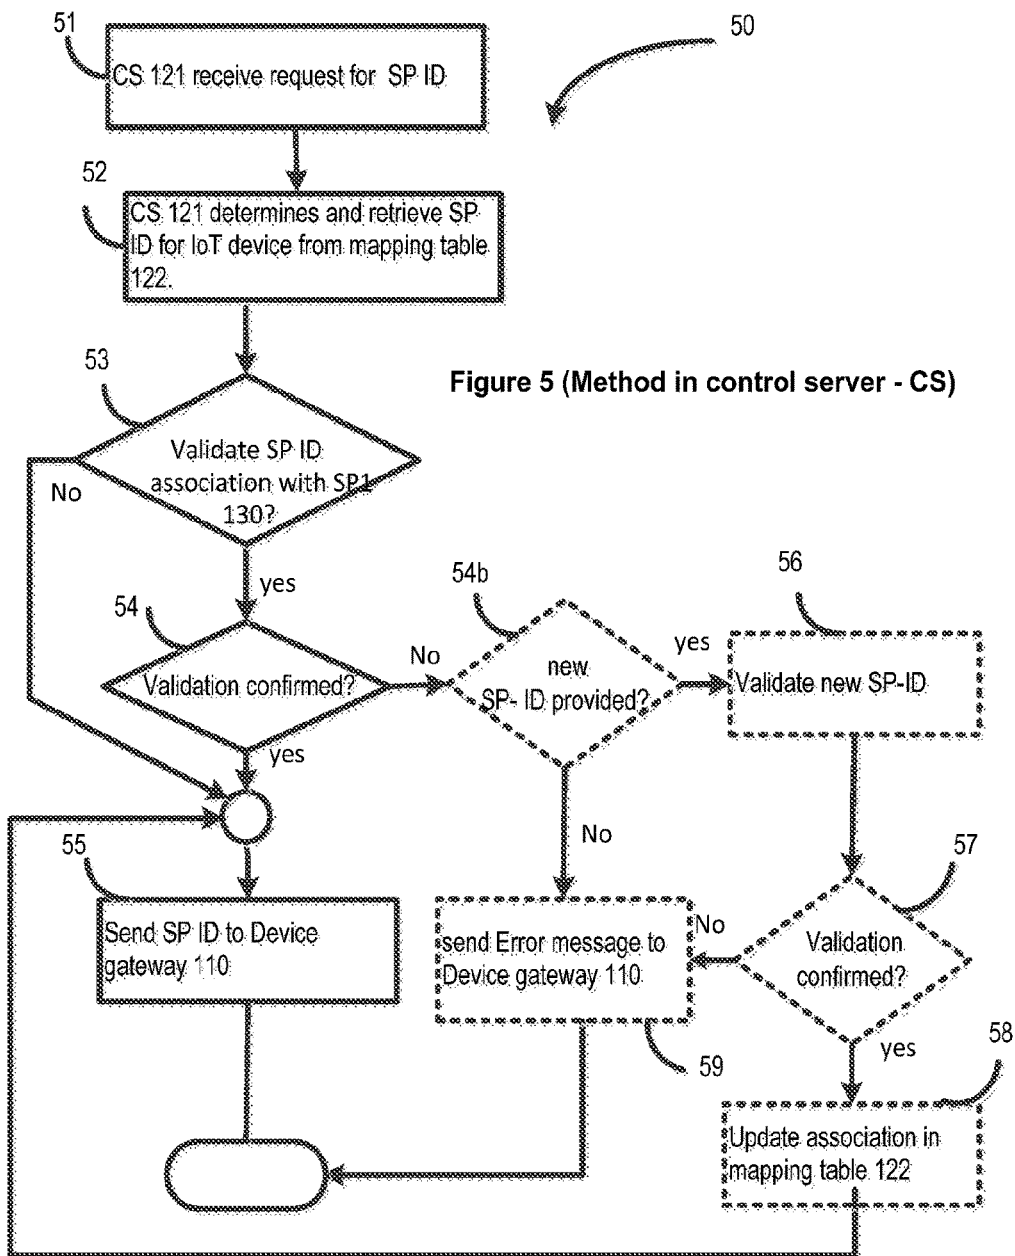 51
50
CS 121 receive request for SP ID
52
CS 121 determines and retrieve SP
ID for IoT device from mapping table
122.
53
Figure 5 (Method in control server - CS)
Validate SP ID
association with SP1
130?
No
yes
54
54b
56
Validation confirmed?
No
new
SP- ID provided?
yes
Validate new SP-ID
yes
No
55
57
Send SP ID to Device
gateway 110
send Error message to
Device gateway 110
No
Validation
confirmed?
yes
59
58
Update association in
mapping table 122